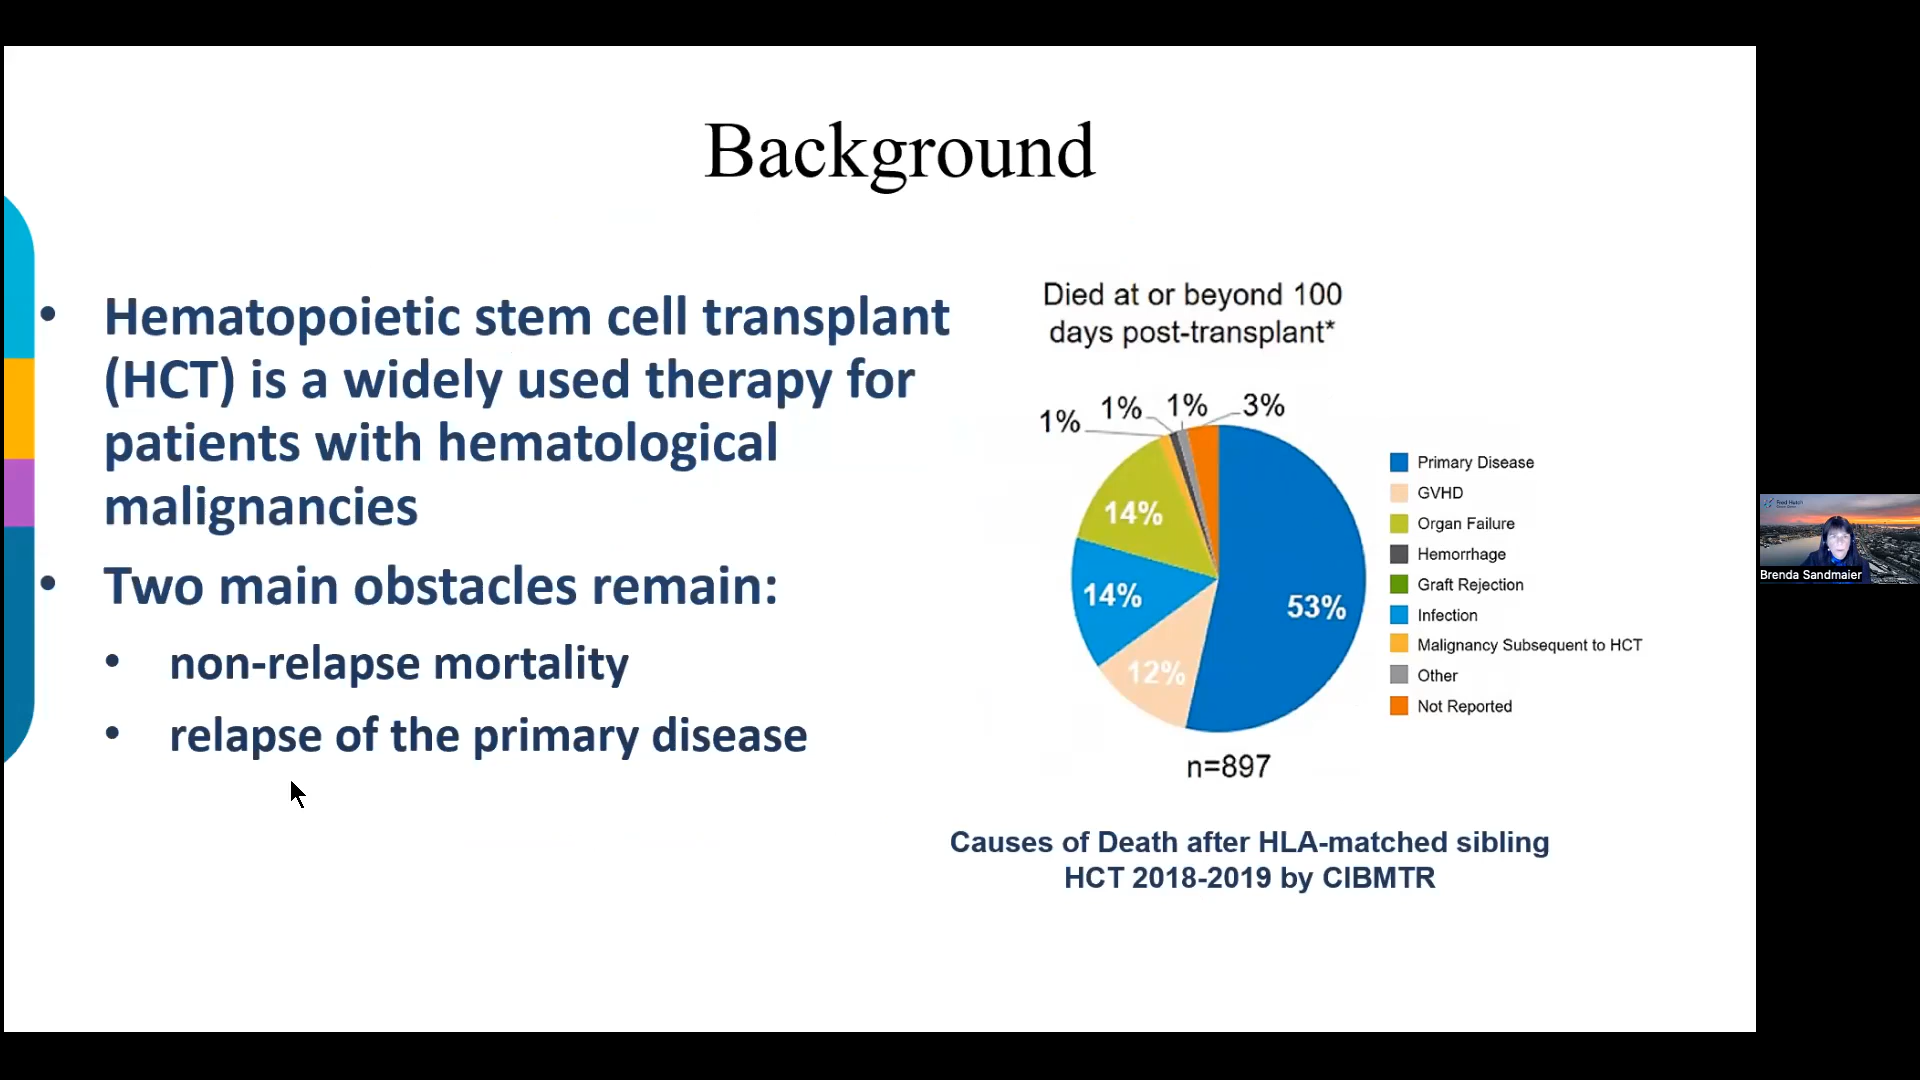 Background
• Hematopoietic stem cell transplant
(HCT) is a widely used therapy for
patients with hematological
malignancies
• Two main obstacles remain:
• non-relapse mortality
• relapse of the primary disease
Died at or beyond 100
days post-transplant*
1%
1%
1%
3%
14%
14%
12%
53%
Primary Disease
GVHD
Organ Failure
Hemorrhage
Graft Rejection
Infection
Malignancy Subsequent to HCT
Other
Not Reported
n=897
Causes of Death after HLA-matched sibling
HCT 2018-2019 by CIBMTR
Fred Hutch
Brenda Sandmaier